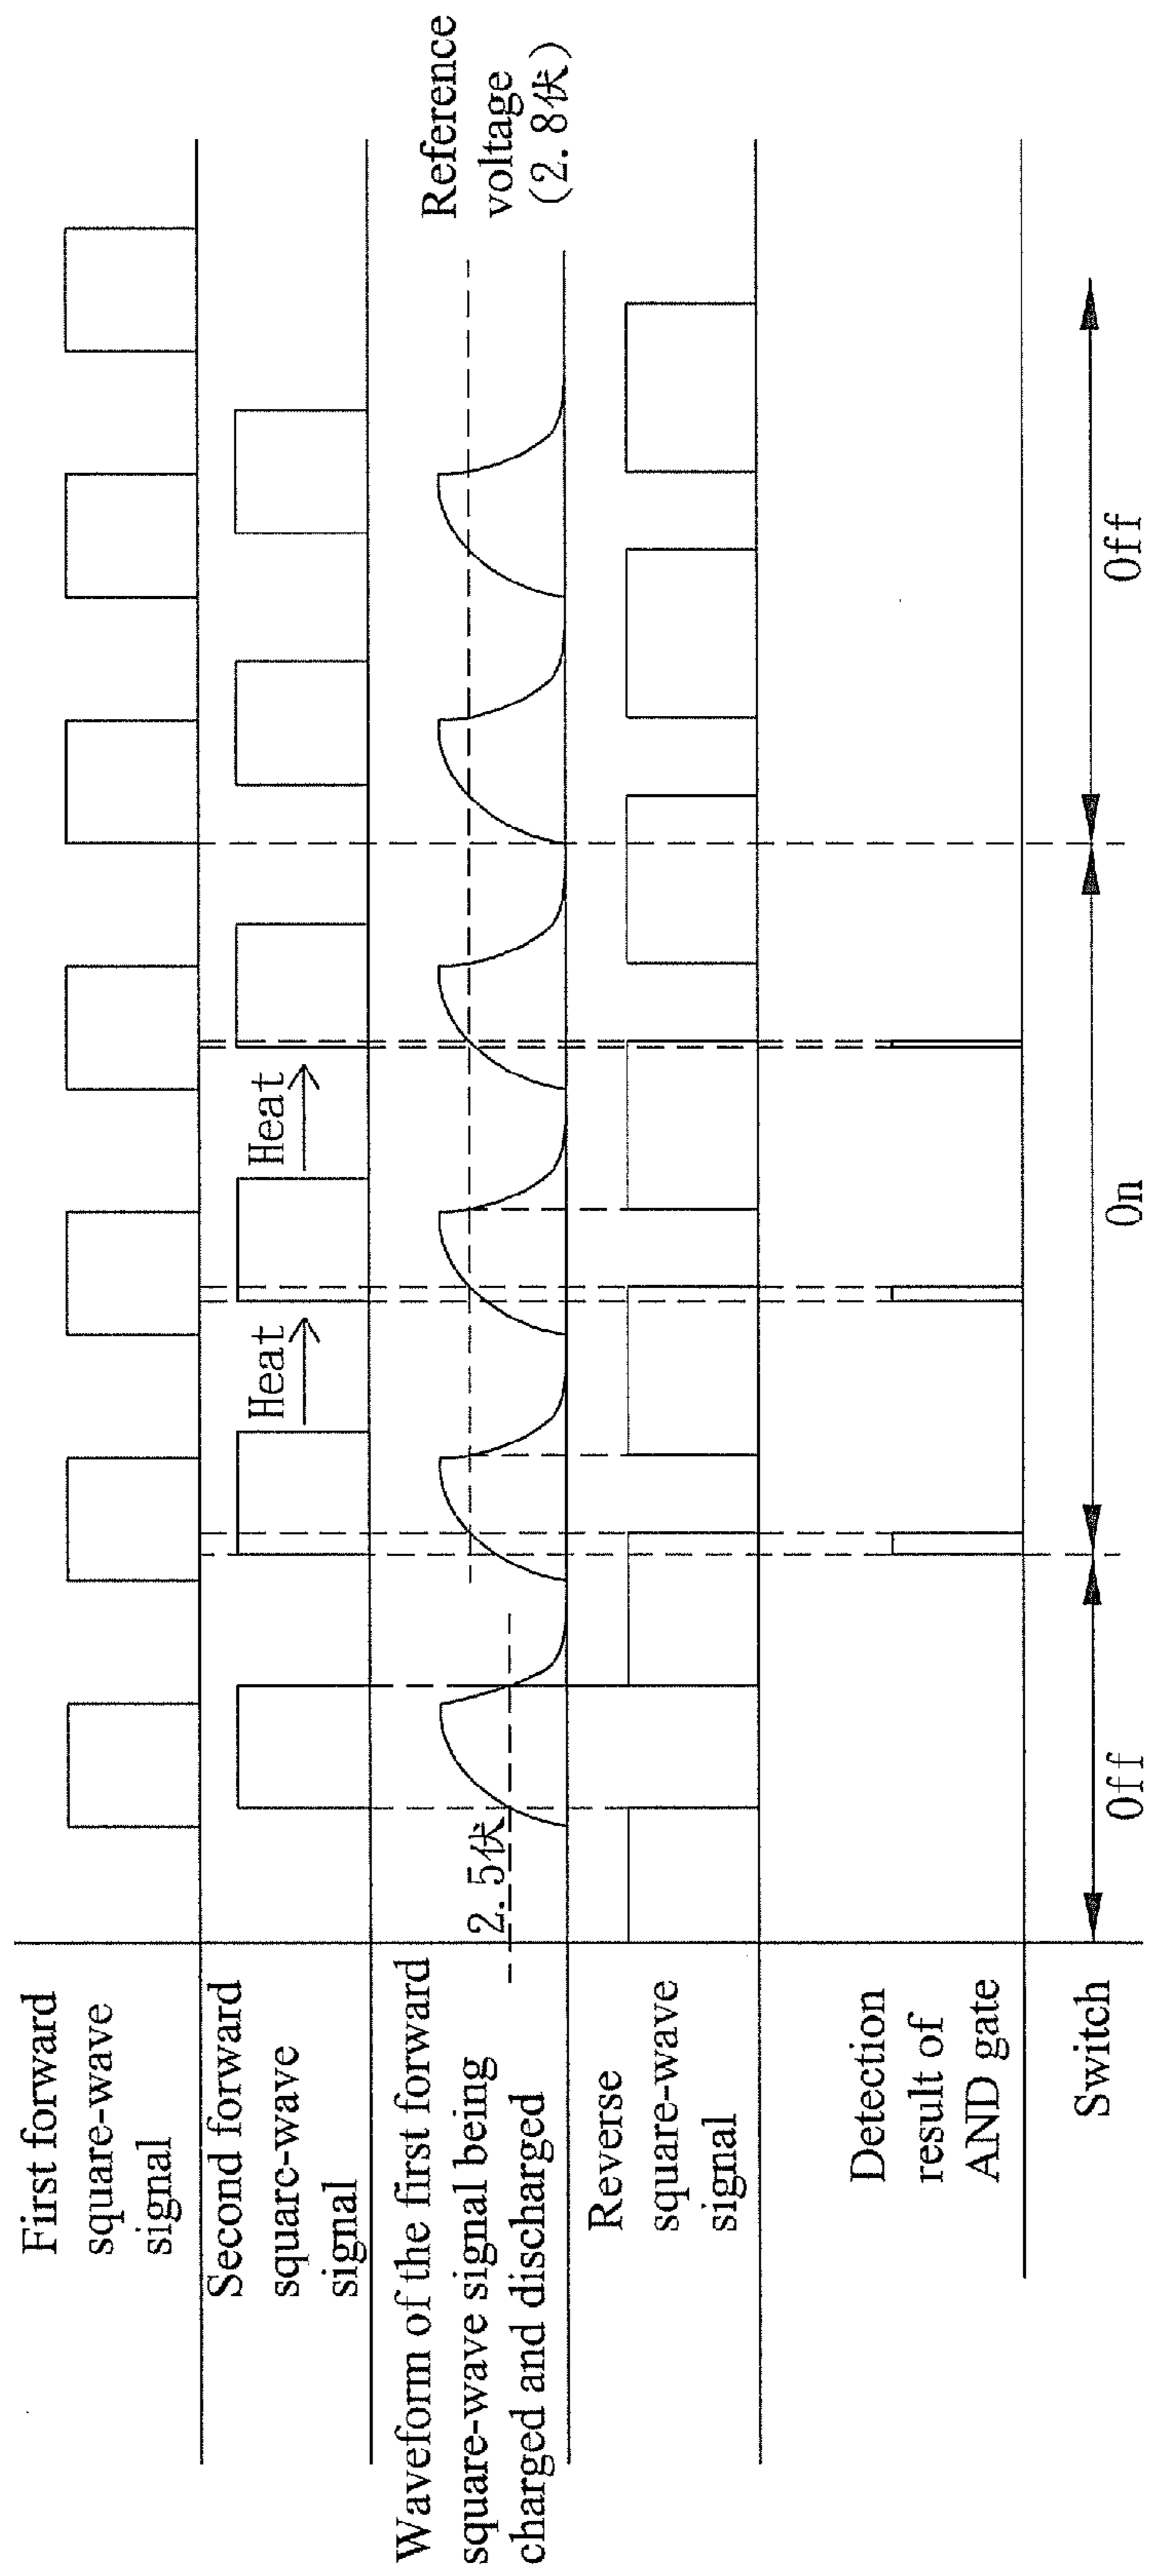 First forward
square-wave
signal
Second forward
squarc-wave
signal
Heat
Heat
Waveform of the first forward
square-wave signal being
charged and discharged
2.5伏
Reference
voltage
(2.8伏)
Reverse
square-wave
signal
Detection
result of
AND gate
Switch
Off
On
Off